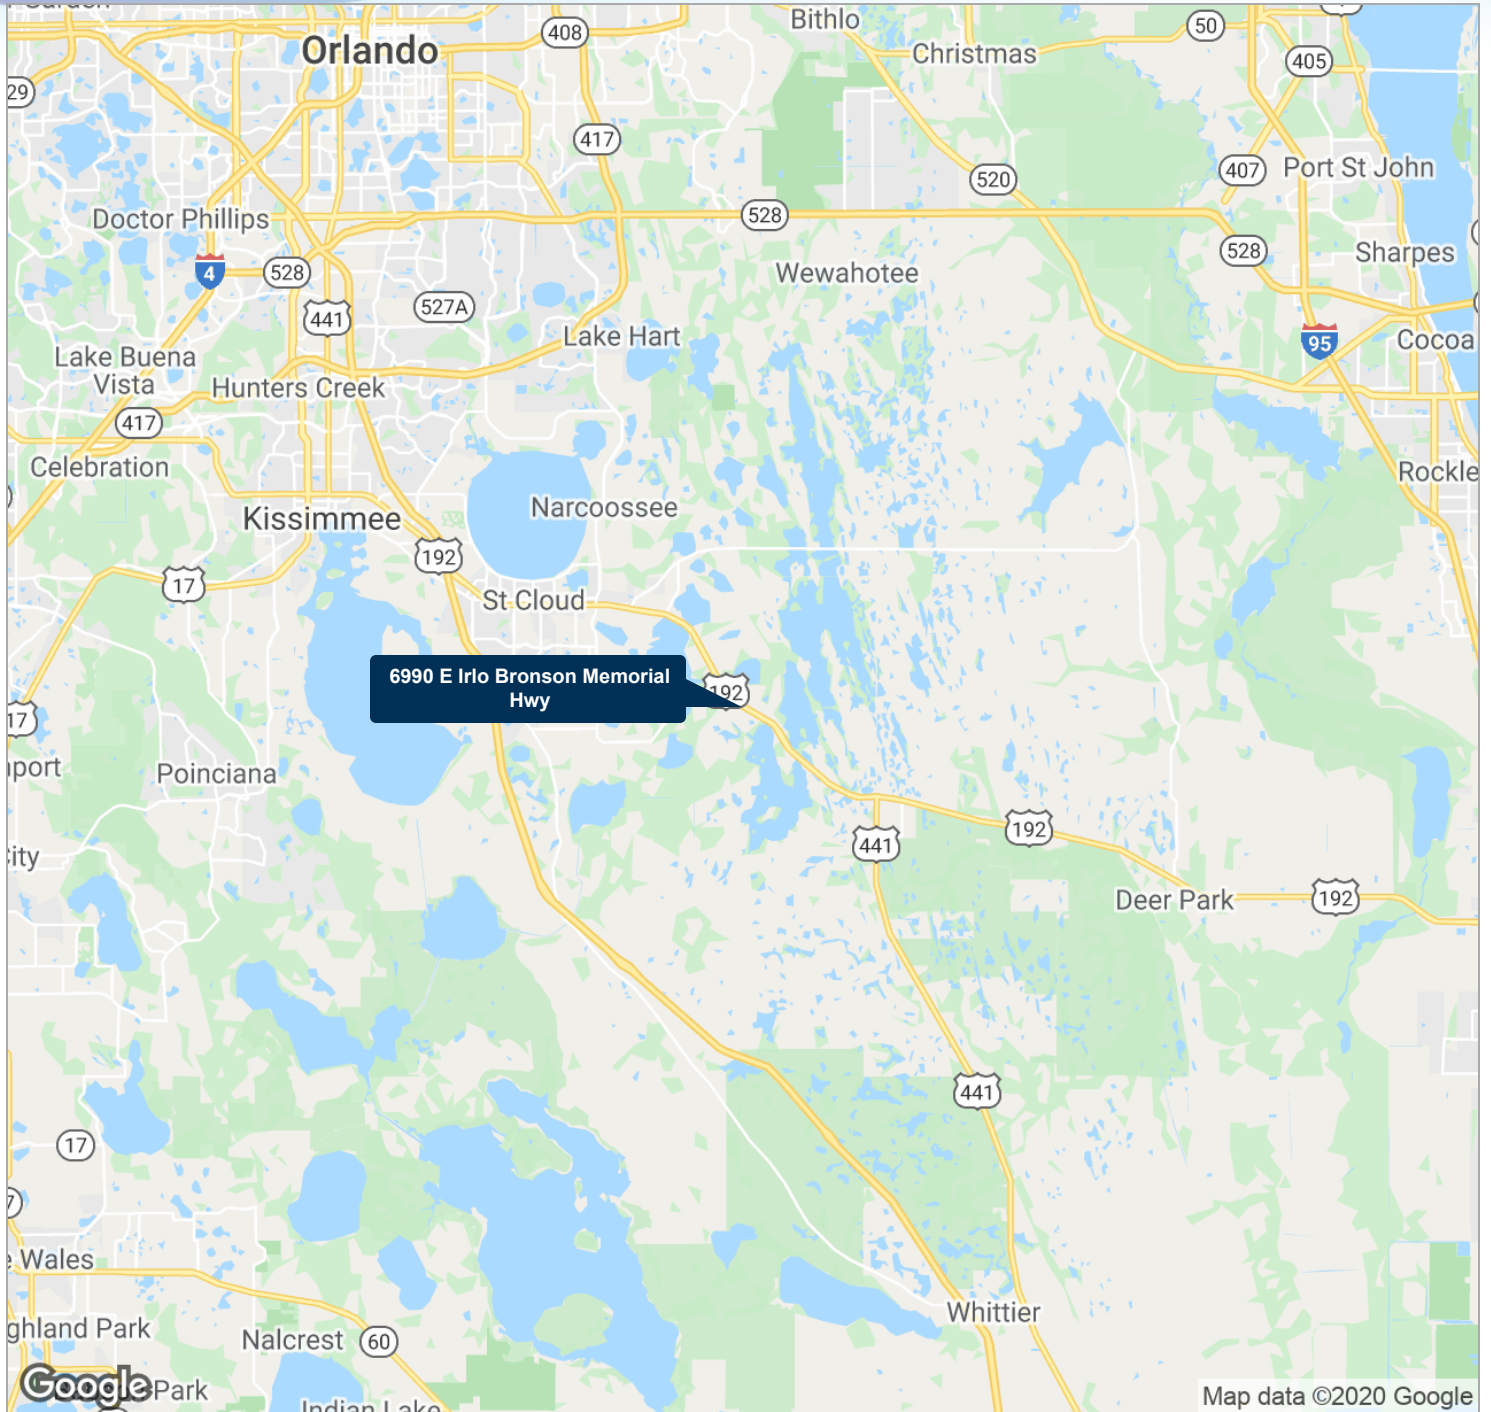 Orlando
408
Bithlo
Christmas
50
405
29
417
520
407
Port St John
Doctor Phillips
528
528
Sharpes
4
528
Wewahotee
441
527A
Lake Hart
95
Cocoa
Lake Buena
Vista
Hunters Creek
417
Celebration
Rockle
Narcoossee
Kissimmee
192
17
St Cloud
6990 E Irlo Bronson Memorial
Hwy
192
17
port
Poinciana
192
441
City
Deer Park
192
441
17
Wales
Whittier
ghland Park
Nalcrest
60
Google
Park
Indian Lake
Map data ©2020 Google